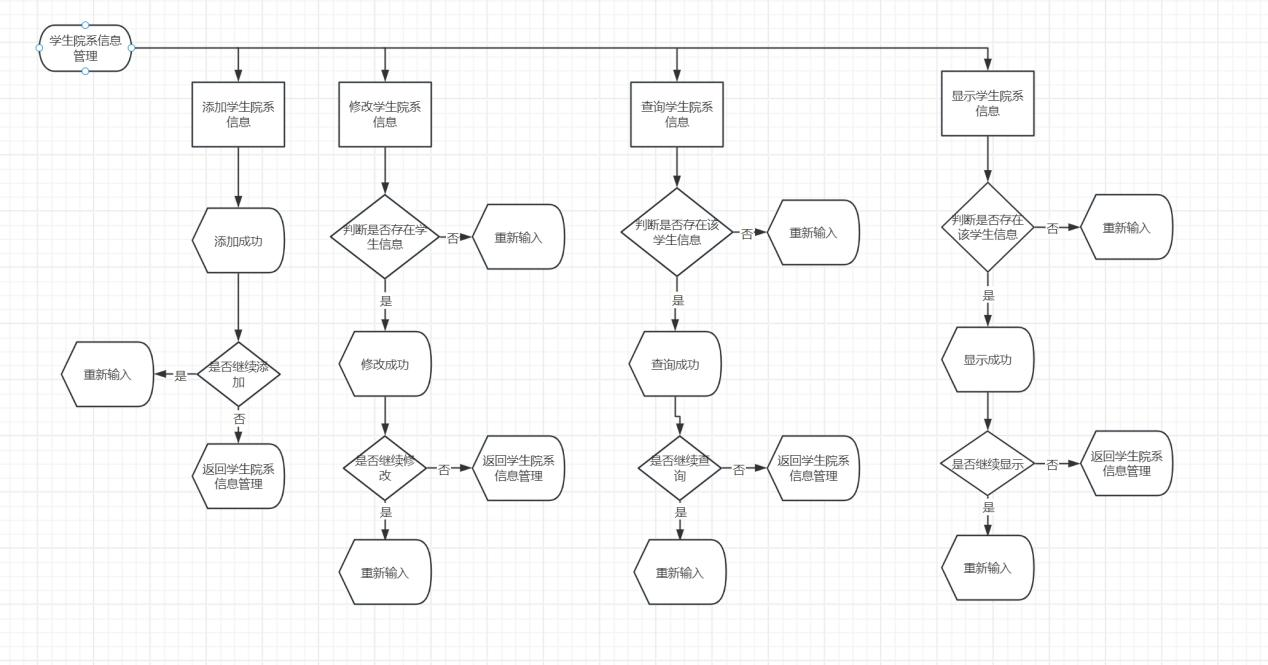 学生院系信息
管理
添加学生院系
信息
添加成功
是否继续添
加
是
重新输入
否
返回学生院系
信息管理
修改学生院系
信息
判断是否存在学
生信息
否
重新输入
是
修改成功
是否继续修
改
否
返回学生院系
信息管理
是
重新输入
查询学生院系
信息
判断是否存在该
学生信息
否
重新输入
是
查询成功
是否继续查
询
否
返回学生院系
信息管理
是
重新输入
显示学生院系
信息
判断是否存在
该学生信息
否
重新输入
是
显示成功
是否继续显示
否
返回学生院系
信息管理
是
重新输入